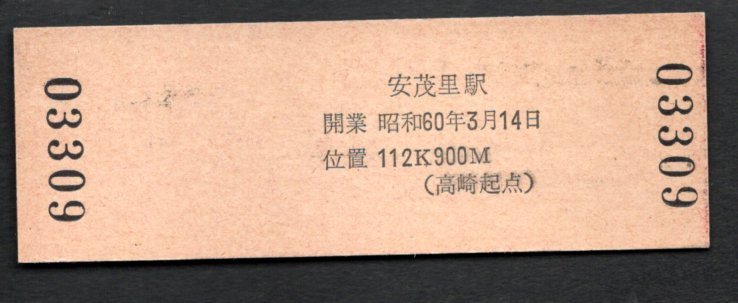 03309
安茂里駅
開業 昭和60年3月14日
位置 112K900M
(高崎起点)
03309